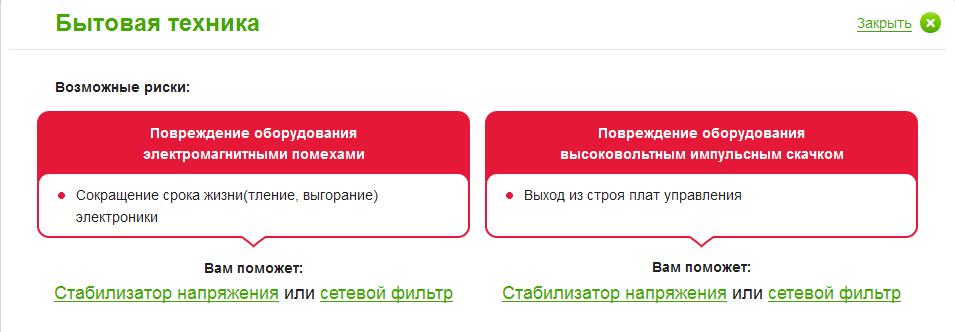 Бытовая техника
Закрыть
Возможные риски:
Повреждение оборудования
электромагнитными помехами
Сокращение срока жизни(тление, выгорание)
электроники
Вам поможет:
Стабилизатор напряжения или сетевой фильтр
Повреждение оборудования
высоковольтным импульсным скачком
Выход из строя плат управления
Вам поможет:
Стабилизатор напряжения или сетевой фильтр